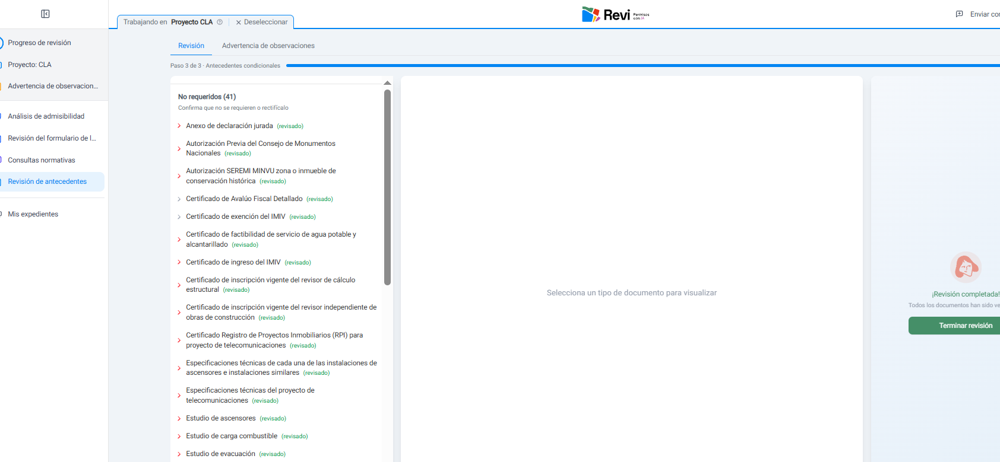 Trabajando en Proyecto CLA
Deseleccionar
Revi Permisos con IA
Enviar
Progreso de revisión
Proyecto: CLA
Advertencia de observacion...
Análisis de admisibilidad
Revisión del formulario de l...
Consultas normativas
Revisión de antecedentes
Mis expedientes
Revisión
Advertencia de observaciones
Paso 3 de 3 · Antecedentes condicionales
No requeridos (41)
Confirma que no se requieren o rectifícalo
Anexo de declaración jurada (revisado)
Autorización Previa del Consejo de Monumentos
Nacionales (revisado)
Autorización SEREMI MINVU zona o inmueble de
conservación histórica (revisado)
Certificado de Avalúo Fiscal Detallado (revisado)
Certificado de exención del IMIV (revisado)
Certificado de factibilidad de servicio de agua potable y
alcantarillado (revisado)
Certificado de ingreso del IMIV (revisado)
Certificado de inscripción vigente del revisor de cálculo
estructural (revisado)
Certificado de inscripción vigente del revisor independiente de
obras de construcción (revisado)
Certificado Registro de Proyectos Inmobiliarios (RPI) para
proyecto de telecomunicaciones (revisado)
Especificaciones técnicas de cada una de las instalaciones de
ascensores e instalaciones similares (revisado)
Especificaciones técnicas del proyecto de
telecomunicaciones (revisado)
Estudio de ascensores (revisado)
Estudio de carga combustible (revisado)
Estudio de evacuación (revisado)
Selecciona un tipo de documento para visualizar
¡Revisión completada!
Todos los documentos han sido
Terminar revisión